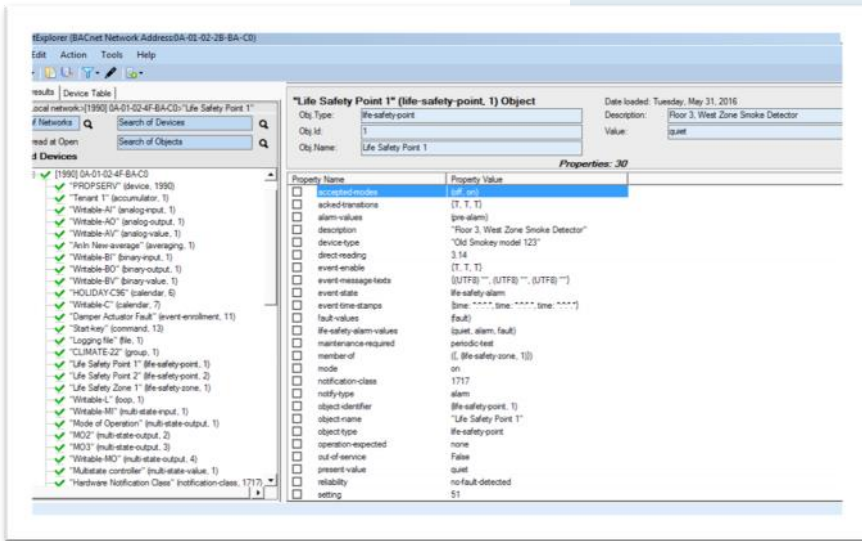 tExplorer (BACnet Network Address:0A-01-02-2B-BA-C0)
Edit Action Tools Help
results Device Table
Local network>[1990] 0A-01-02-4F-BA-C0>"Life Safety Point 1"
of Networks Search of Devices
read at Open Search of Objects
d Devices
[1990] 0A-01-02-4F-BA-C0
"PROPSERV" (device, 1990)
"Tenant 1" (accumulator, 1)
"Writable-AI" (analog-input, 1)
"Writable-AO" (analog-output, 1)
"Writable-AV" (analog-value, 1)
"AnIn New-average" (averaging, 1)
"Writable-BI" (binary-input, 1)
"Writable-BO" (binary-output, 1)
"Writable-BV" (binary-value, 1)
"HOLIDAY-C96" (calendar, 6)
"Writable-C" (calendar, 7)
"Damper Actuator Fault" (event-enrollment, 11)
"Start-key" (command, 13)
"Logging file" (file, 1)
"CLIMATE-22" (group, 1)
"Life Safety Point 1" (life-safety-point, 1)
"Life Safety Point 2" (life-safety-point, 2)
"Life Safety Zone 1" (life-safety-zone, 1)
"Writable-L" (loop, 1)
"Writable-MI" (multi-state-input, 1)
"Mode of Operation" (multi-state-output, 1)
"MO2" (multi-state-output, 2)
"MO3" (multi-state-output, 3)
"Writable-MO" (multi-state-output, 4)
"Multistate controller" (multi-state-value, 1)
"Hardware Notification Class" (notification-class, 1717)
"Life Safety Point 1" (life-safety-point, 1) Object Date loaded: Tuesday, May 31, 2016
Obj.Type: life-safety-point Description: Floor 3, West Zone Smoke Detector
Obj.Id: 1 Value: quiet
Obj.Name: Life Safety Point 1
Properties: 30
Property Name Property Value
accepted-modes (off, on)
acked-transitions {T, T, T}
alarm-values (pre-alarm)
description "Floor 3, West Zone Smoke Detector"
device-type "Old Smokey model 123"
direct-reading 3.14
event-enable {T, T, T}
event-message-texts {(UTF8) "", (UTF8) "", (UTF8) ""}
event-state life-safety-alarm
event-time-stamps
fault-values (fault)
life-safety-alarm-values (quiet, alarm, fault)
maintenance-required periodic-test
member-of ({, (life-safety-zone, 1)})
mode on
notification-class 1717
notify-type alarm
object-identifier (life-safety-point, 1)
object-name "Life Safety Point 1"
object-type life-safety-point
operation-expected none
out-of-service False
present-value quiet
reliability no-fault-detected
setting 51